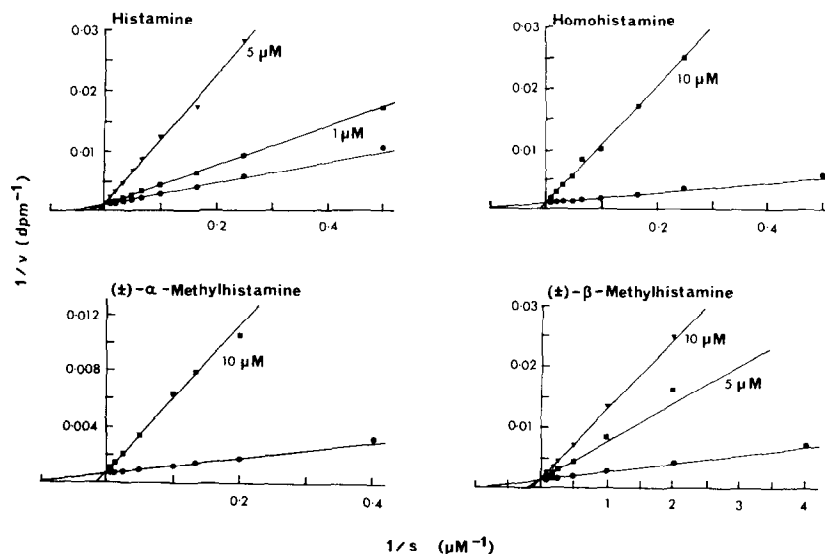 Histamine
0.03
5 µM
0.02
1 µM
0.01
0.2
0.4
Homohistamine
0.03
10 µM
0.02
0.01
0.2
0.4
(±)-α-Methylhistamine
0.012
10 µM
0.008
0.004
0.2
0.4
(±)-β-Methylhistamine
0.03
10 µM
0.02
5 µM
0.01
1
2
3
4
1/v (dpm⁻¹)
1/s (µM⁻¹)